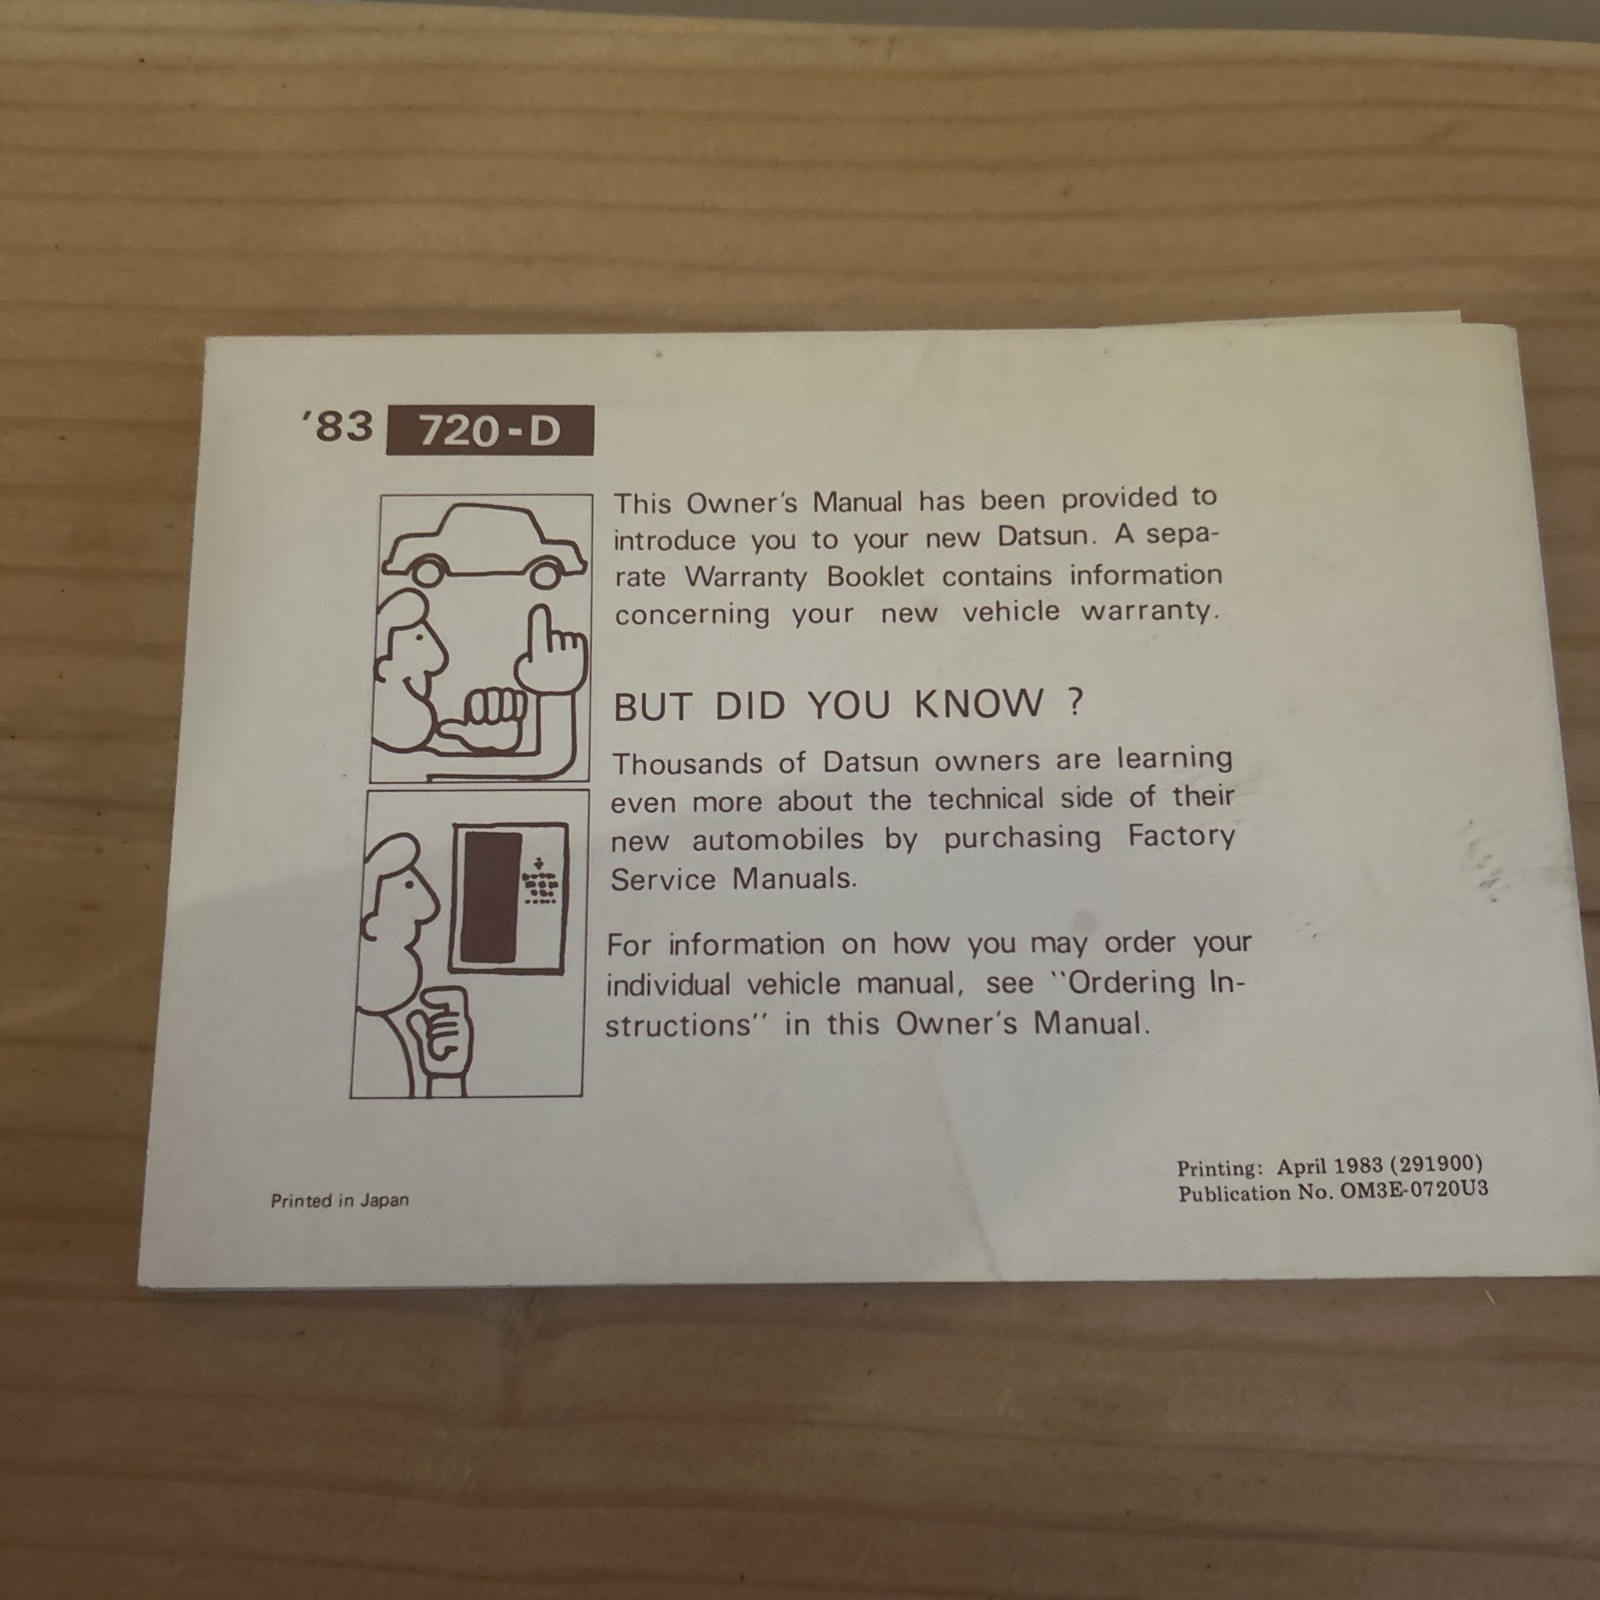 '83 720-D
This Owner's Manual has been provided to
introduce you to your new Datsun. A sepa-
rate Warranty Booklet contains information
concerning your new vehicle warranty.
BUT DID YOU KNOW ?
Thousands of Datsun owners are learning
even more about the technical side of their
new automobiles by purchasing Factory
Service Manuals.
For information on how you may order your
individual vehicle manual, see "Ordering In-
structions" in this Owner's Manual.
Printing: April 1983 (291900)
Publication No. OM3E-0720U3
Printed in Japan